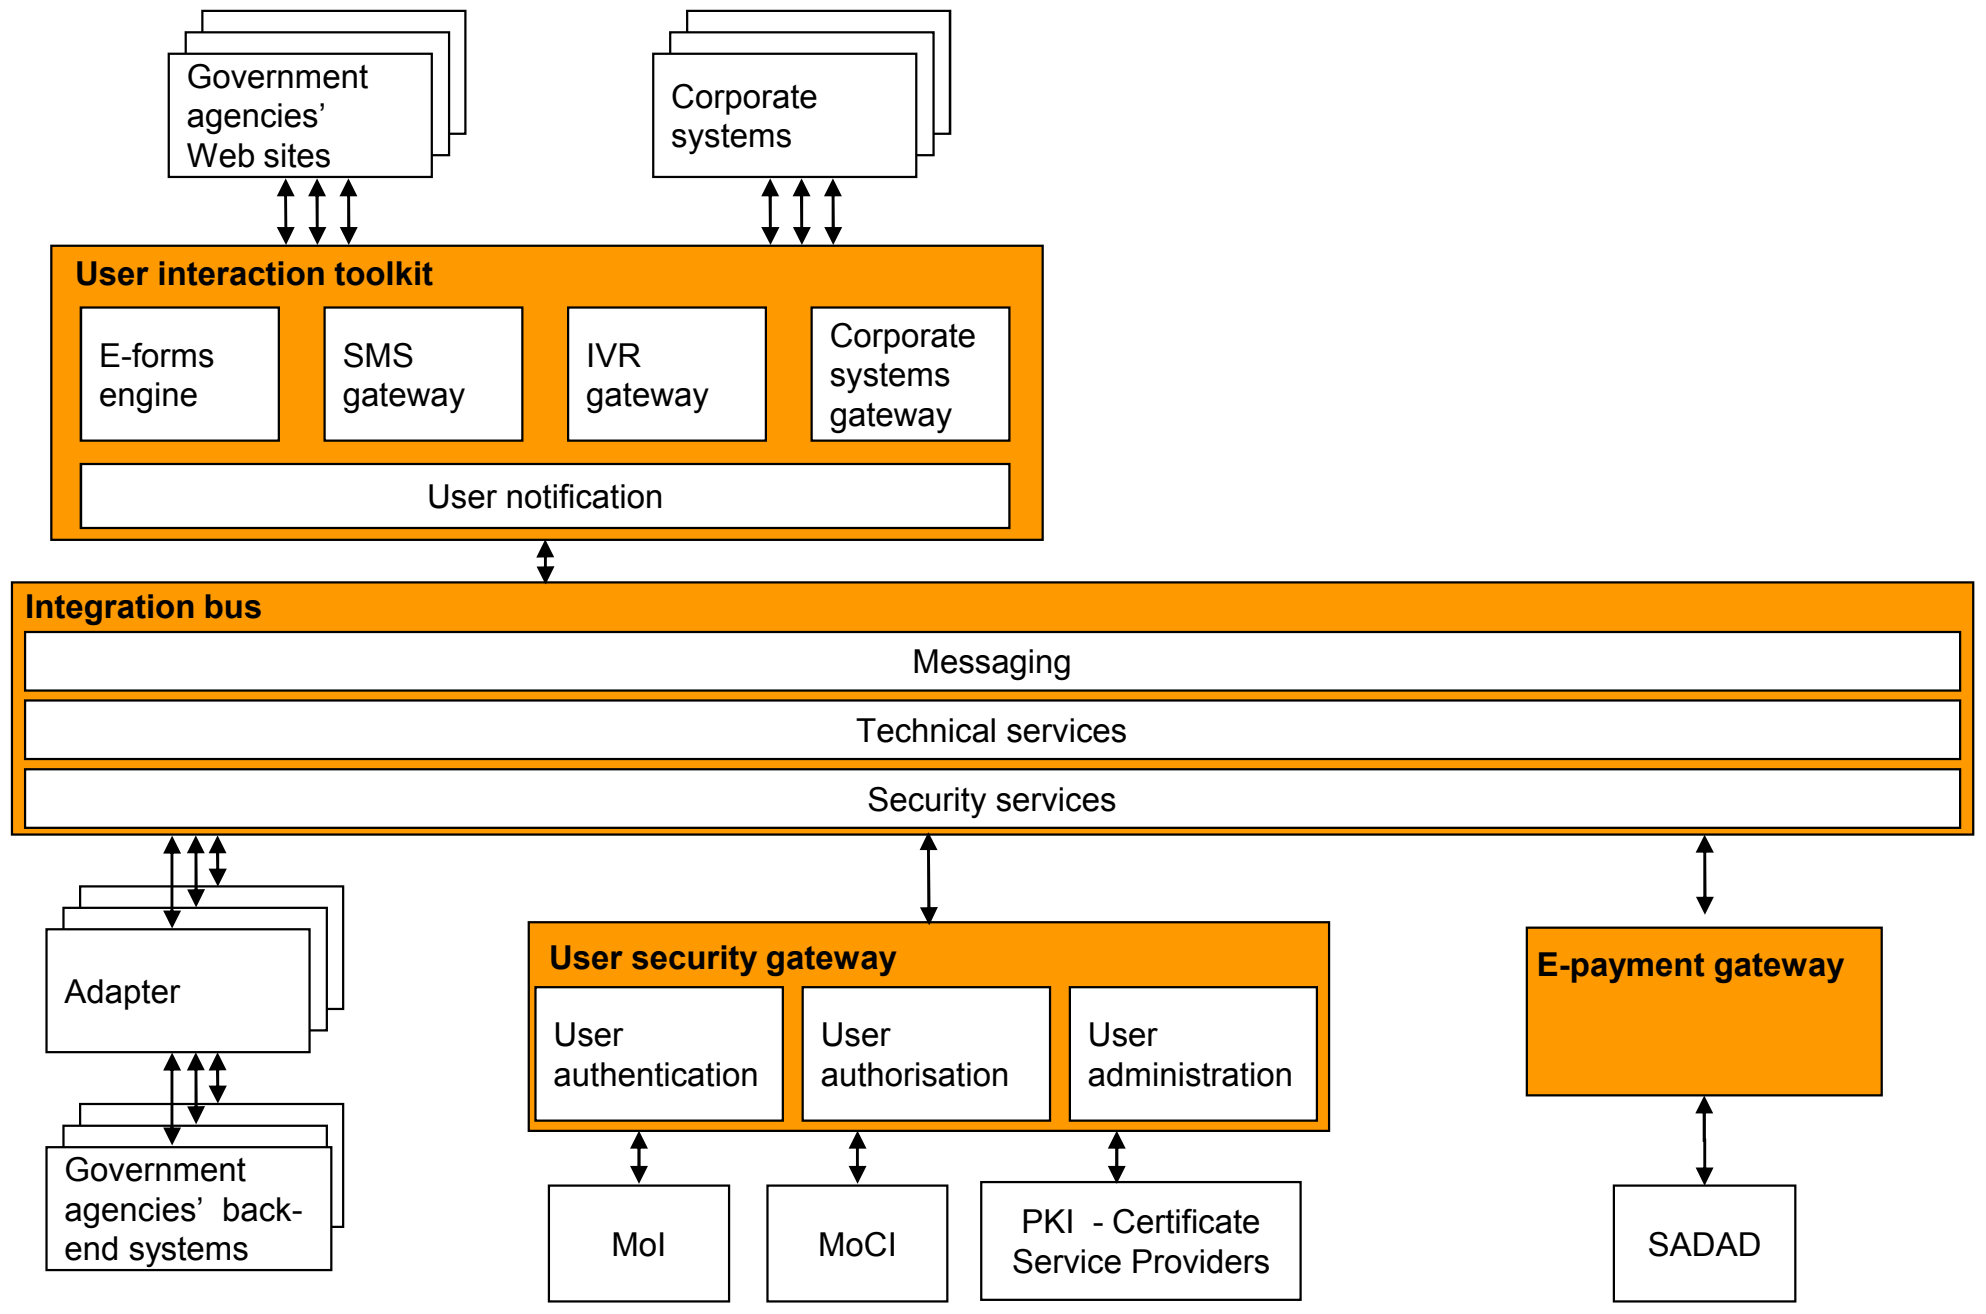 Government
agencies’
Web sites
Corporate
systems
User interaction toolkit
E-forms
engine
SMS
gateway
IVR
gateway
Corporate
systems
gateway
User notification
Integration bus
Messaging
Technical services
Security services
Adapter
Government
agencies’ back-
end systems
User security gateway
User
authentication
User
authorisation
User
administration
MoI
MoCI
PKI - Certificate
Service Providers
E-payment gateway
SADAD